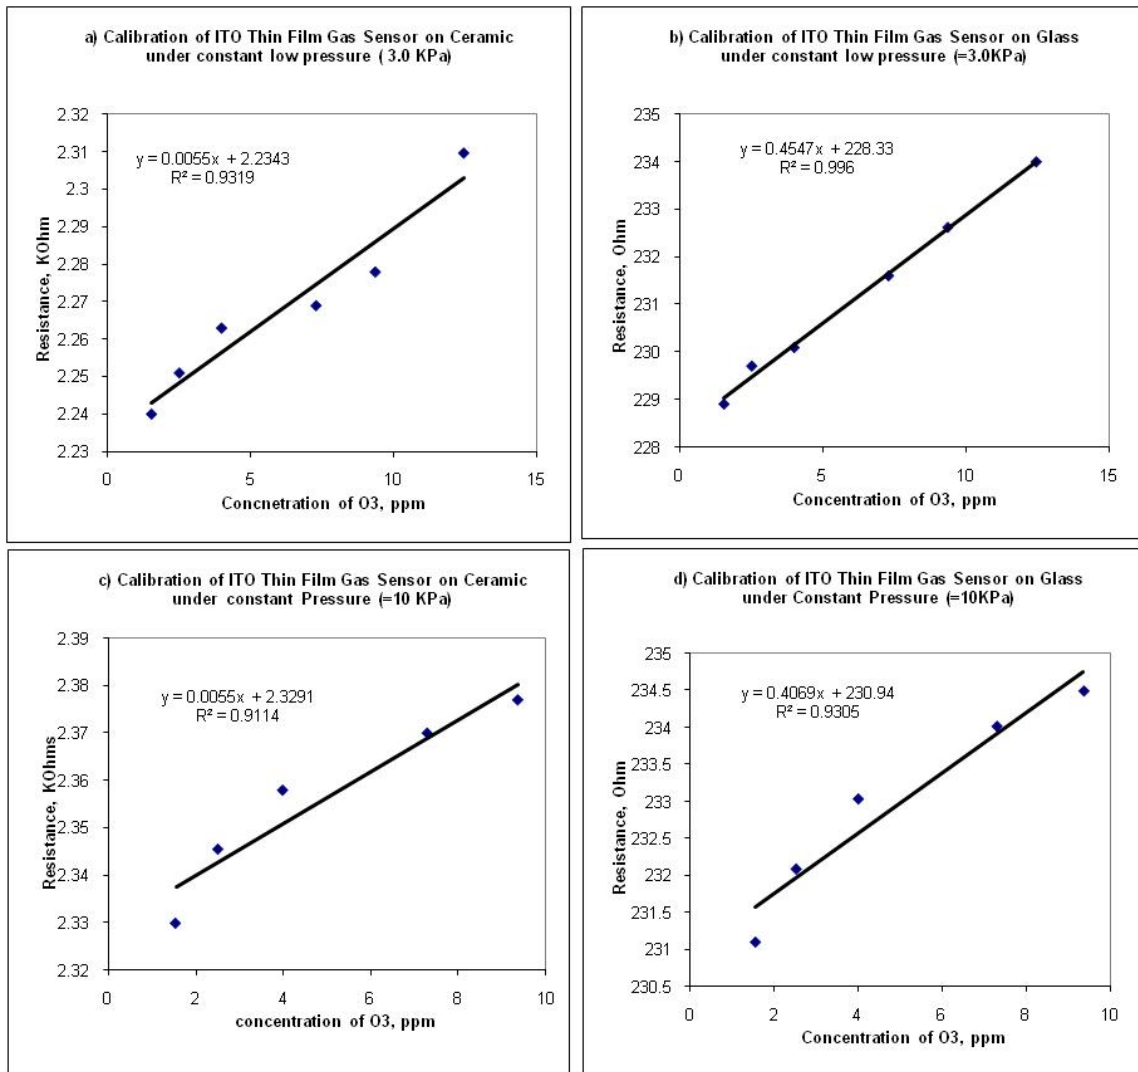 a) Calibration of ITO Thin Film Gas Sensor on Ceramic
under constant low pressure ( 3.0 KPa)
2.32
2.31
2.3
2.29
2.28
2.27
2.26
2.25
2.24
2.23
y = 0.0055x + 2.2343
R² = 0.9319
Resistance, KOhm
0 5 10 15
Concnetration of O3, ppm
b) Calibration of ITO Thin Film Gas Sensor on Glass
under constant low pressure (=3.0KPa)
235
234
233
232
231
230
229
228
y = 0.4547x + 228.33
R² = 0.996
Resistance, Ohm
0 5 10 15
Concentration of O3, ppm
c) Calibration of ITO Thin Film Gas Sensor on Ceramic
under constant Pressure (=10 KPa)
2.39
2.38
2.37
2.36
2.35
2.34
2.33
2.32
y = 0.0055x + 2.3291
R² = 0.9114
Resistance, KOhms
0 2 4 6 8 10
concentration of O3, ppm
d) Calibration of ITO Thin Film Gas Sensor on Glass
under Constant Pressure (=10KPa)
235
234.5
234
233.5
233
232.5
232
231.5
231
230.5
y = 0.4069x + 230.94
R² = 0.9305
Resistance, Ohm
0 2 4 6 8 10
Concentration of O3, ppm